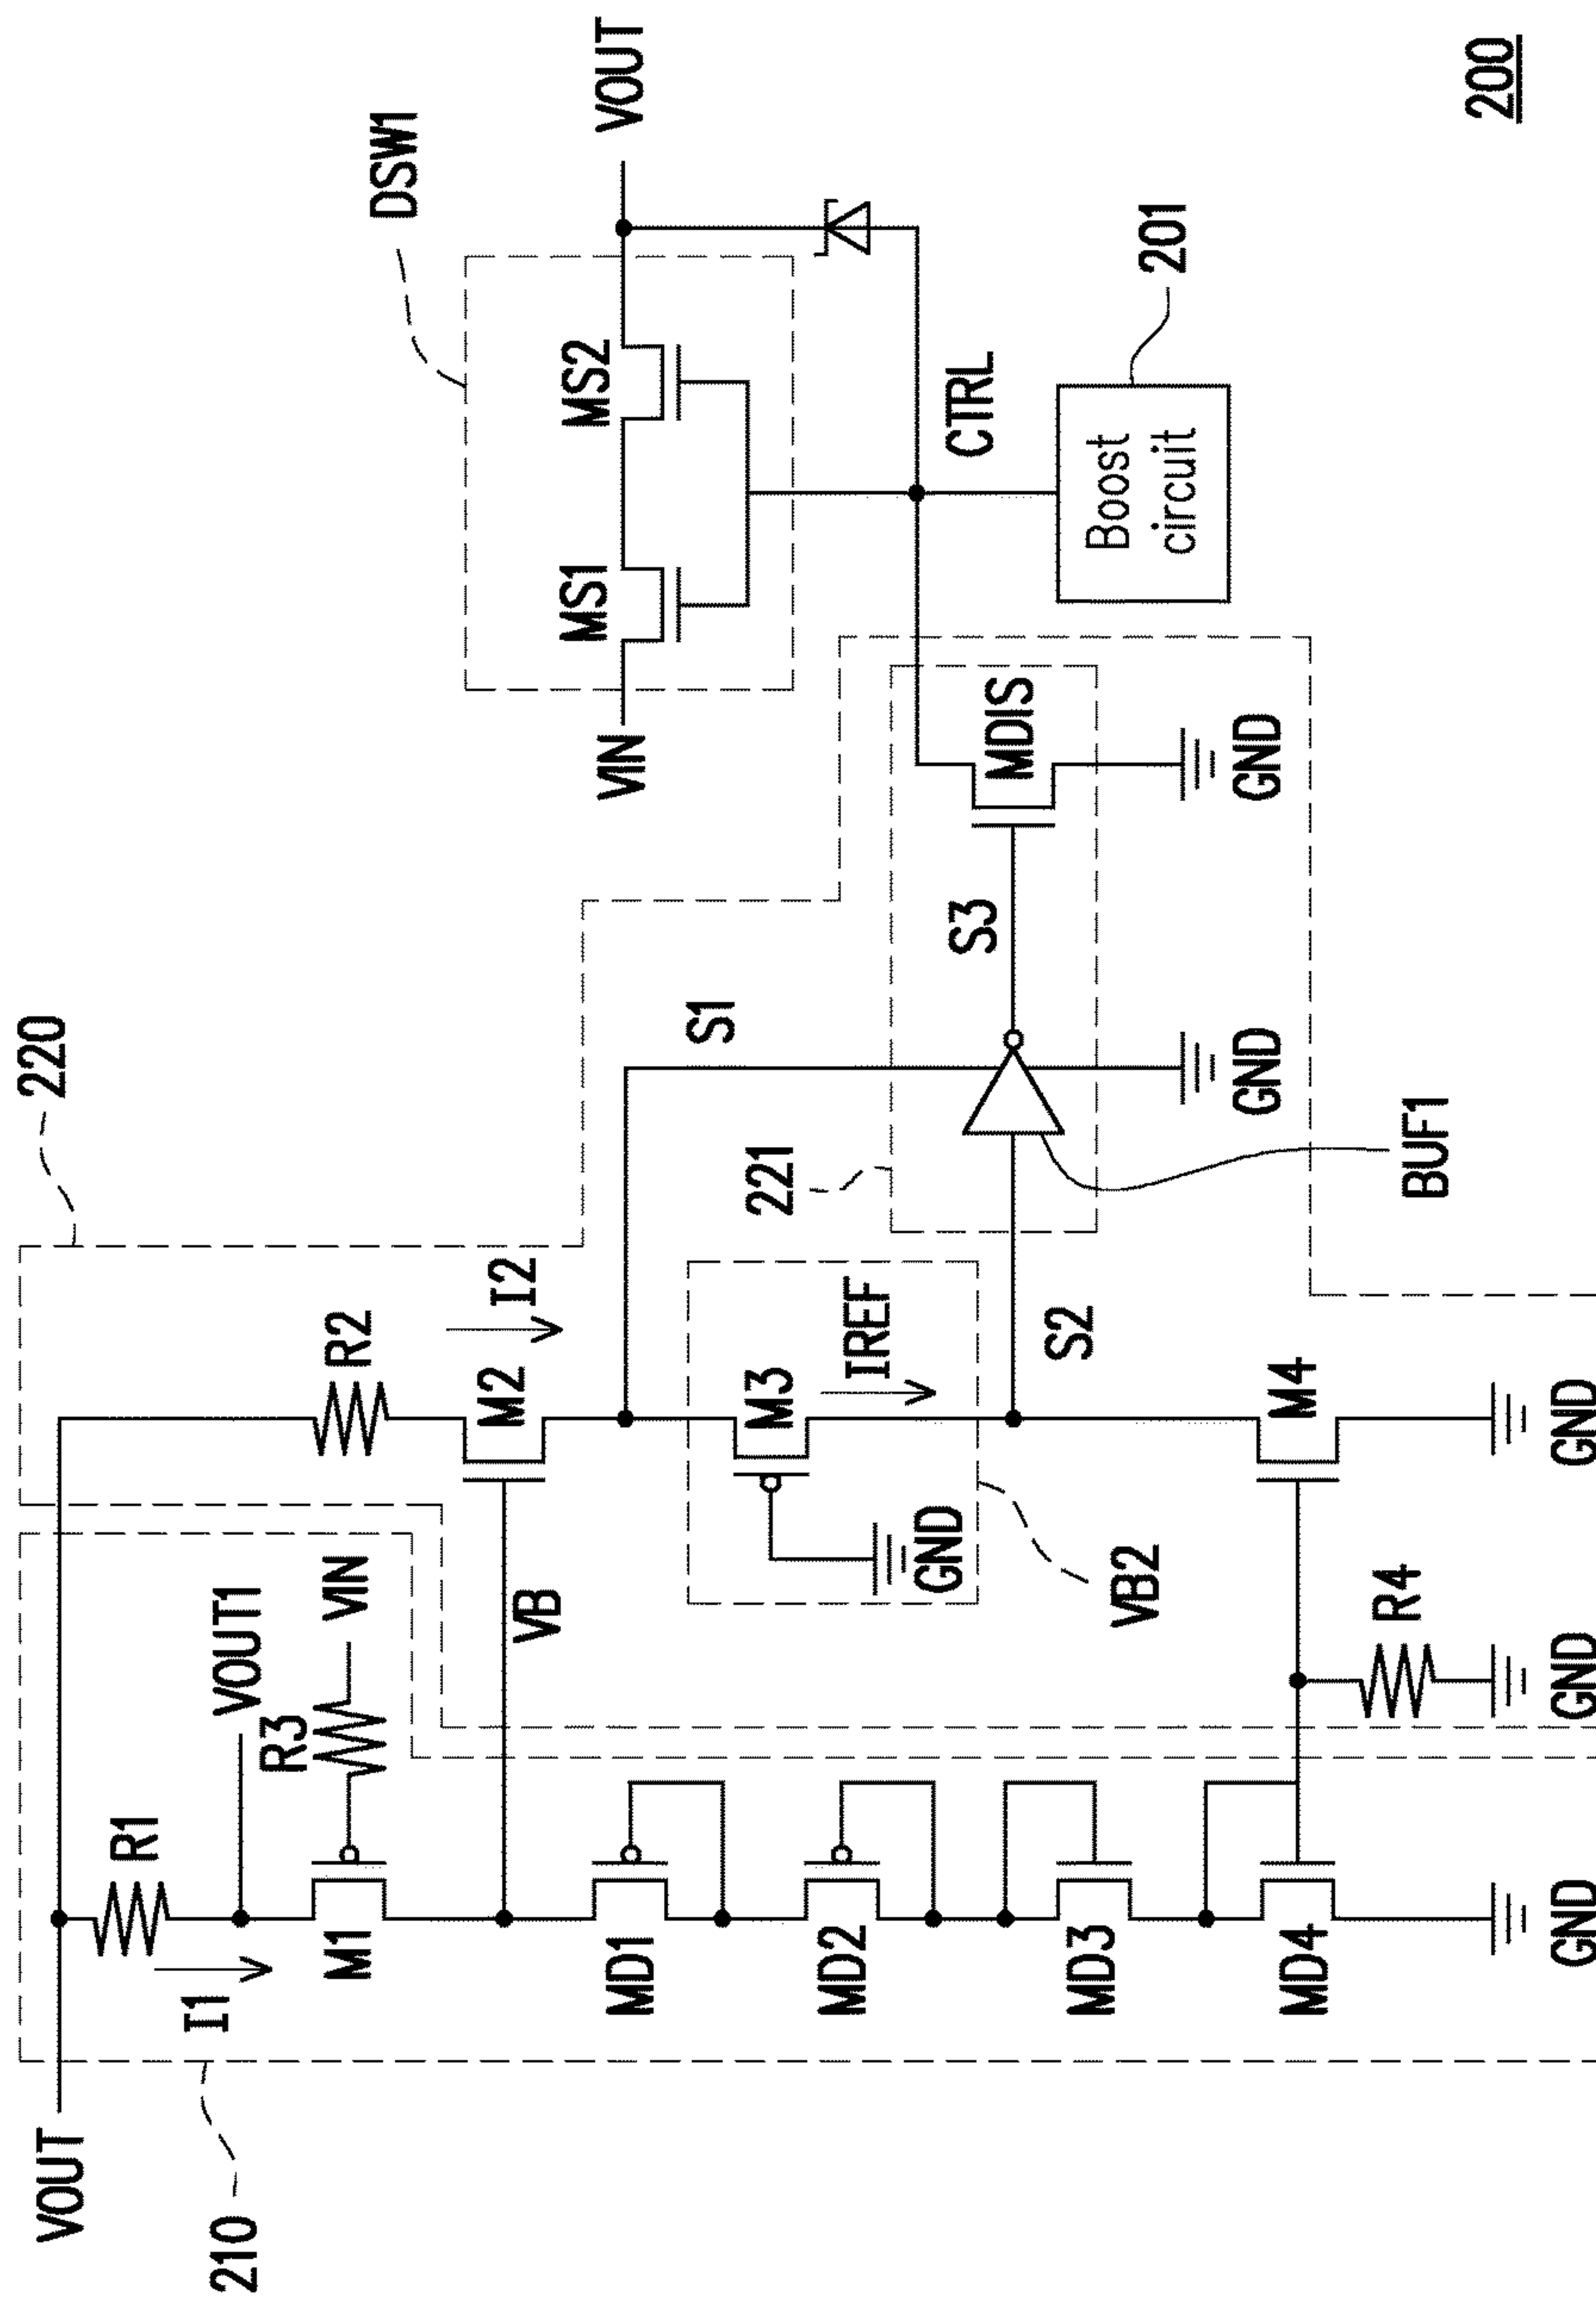 VOUT
210
220
R1
I1
VOUT1
R3
VIN
M1
VB
MD1
MD2
MD3
MD4
GND
R2
I2
M2
S1
M3
IREF
GND
VB2
S2
M4
R4
GND
GND
221
S3
MDIS
BUF1
GND
GND
DSW1
VIN
MS1
MS2
VOUT
CTRL
Boost
circuit
201
200